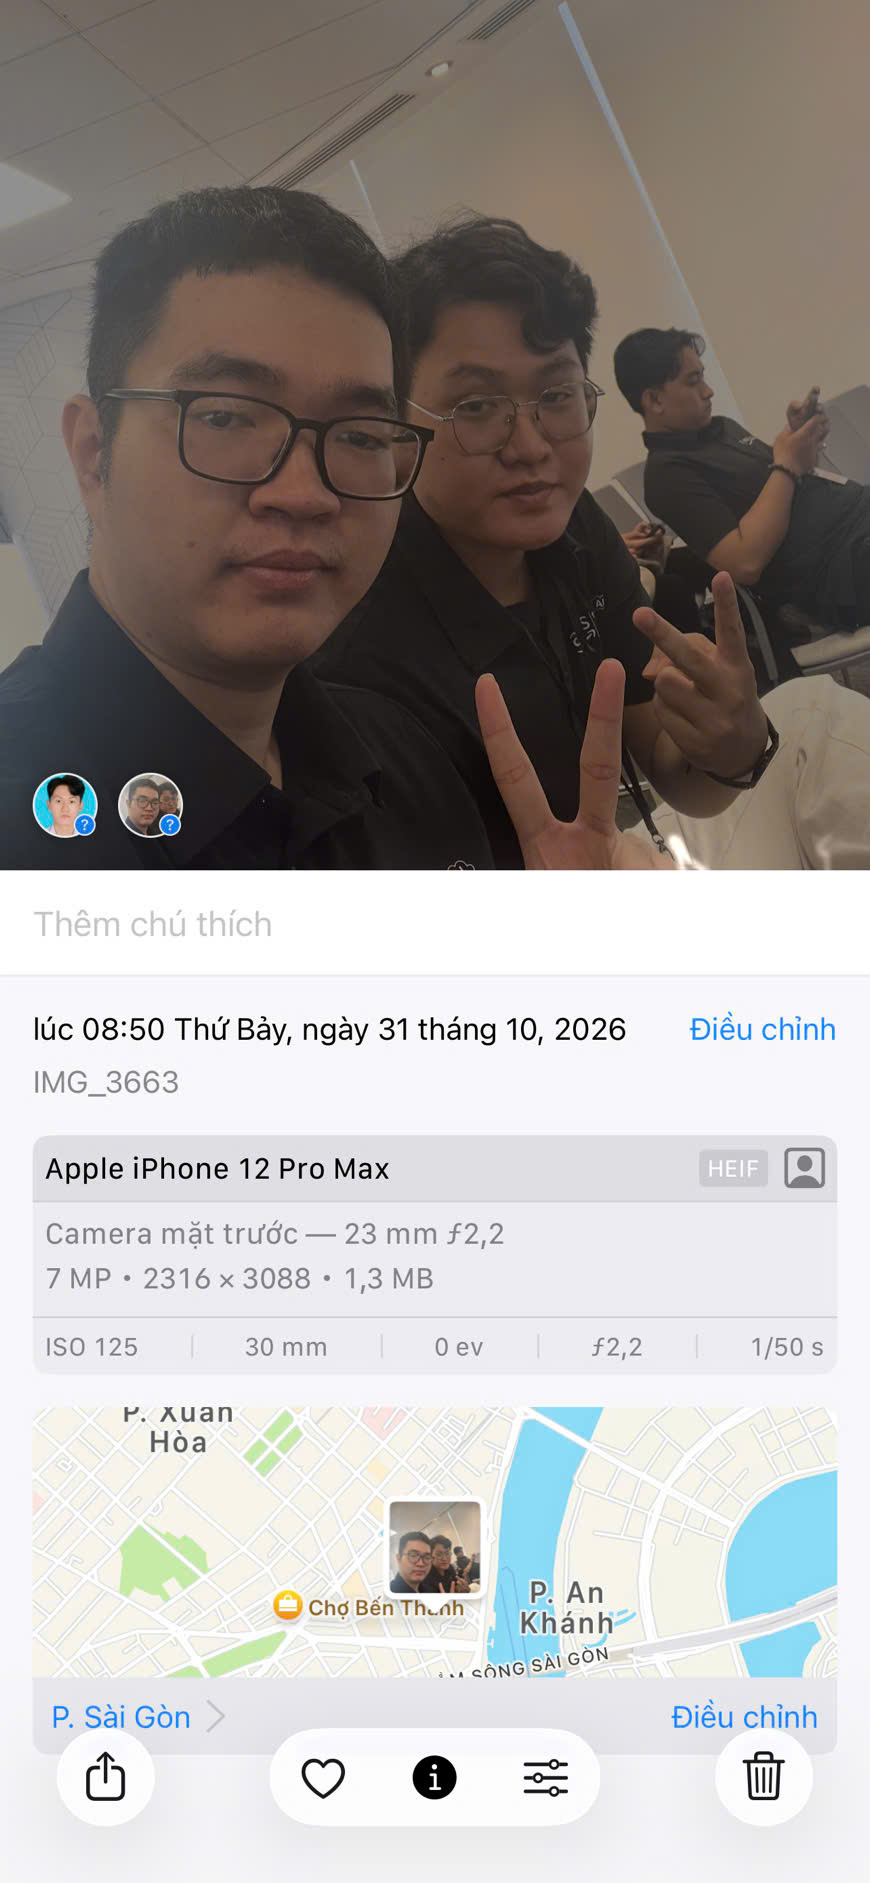 Thêm chú thích
lúc 08:50 Thứ Bảy, ngày 31 tháng 10, 2026
Điều chỉnh
IMG_3663
Apple iPhone 12 Pro Max
HEIF
Camera mặt trước — 23 mm ƒ2,2
7 MP • 2316 × 3088 • 1,3 MB
ISO 125
30 mm
0 ev
ƒ2,2
1/50 s
P. Xuân
Hòa
P. An
Khánh
Chợ Bến Thành
SÔNG SÀI GÒN
P. Sài Gòn
Điều chỉnh